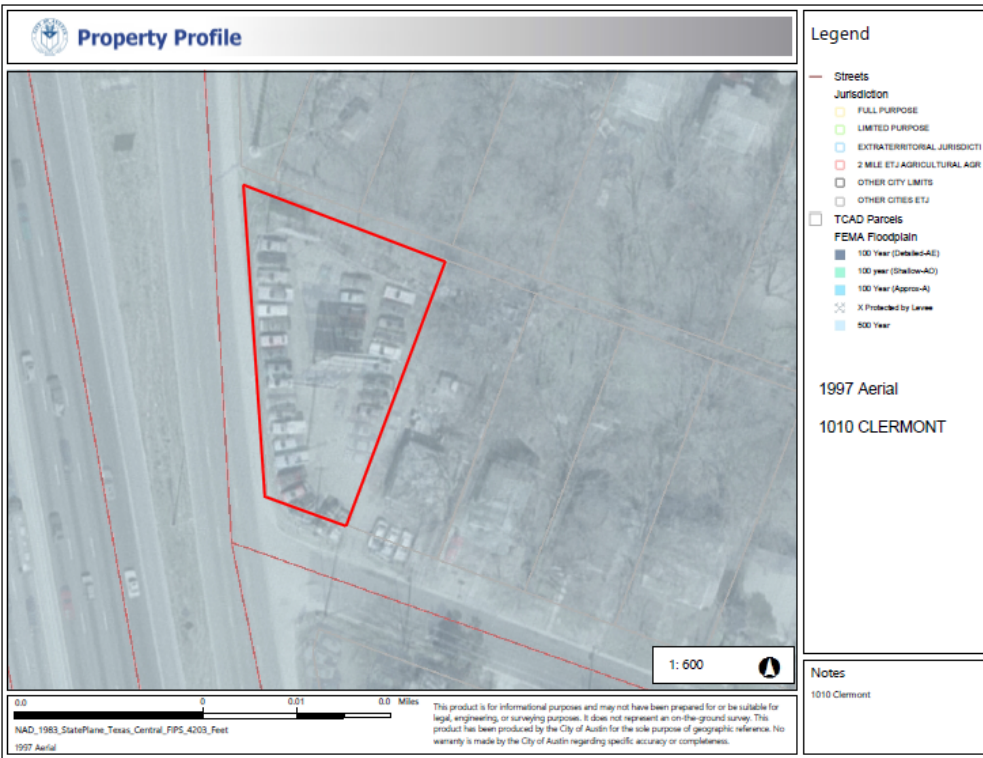 Property Profile
Legend
Streets
Jurisdiction
FULL PURPOSE
LIMITED PURPOSE
EXTRATERRITORIAL JURISDICTI
2 MILE ETJ AGRICULTURAL AGR
OTHER CITY LIMITS
OTHER CITIES ETJ
TCAD Parcels
FEMA Floodplain
100 Year (Detailed-AE)
100 year (Shallow-AO)
100 Year (Approx-A)
X Protected by Levee
500 Year
1997 Aerial
1010 CLERMONT
1: 600
0.0 0 0.01 0.0 Miles
NAD_1983_StatePlane_Texas_Central_FIPS_4203_Feet
1997 Aerial
This product is for informational purposes and may not have been prepared for or be suitable for
legal, engineering, or surveying purposes. It does not represent an on-the-ground survey. This
product has been produced by the City of Austin for the sole purpose of geographic reference. No
warranty is made by the City of Austin regarding specific accuracy or completeness.
Notes
1010 Clermont